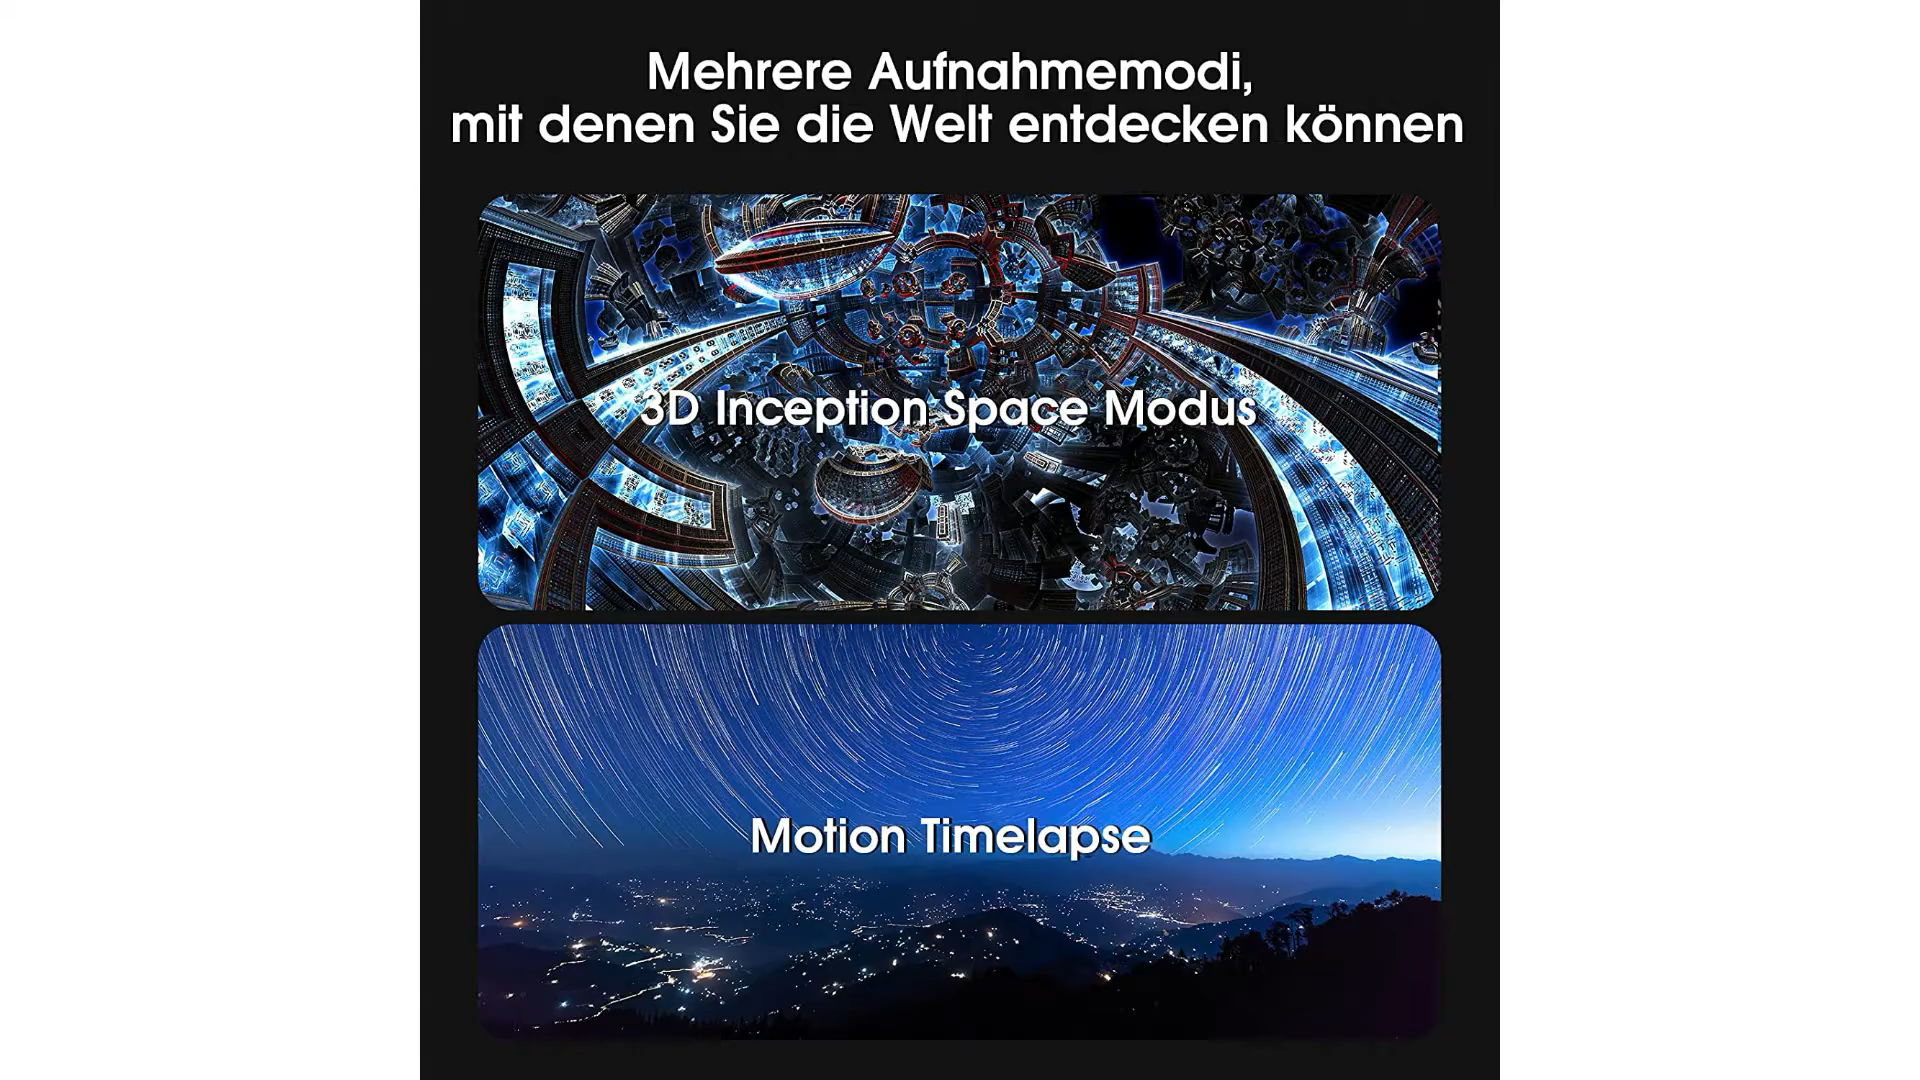 Mehrere Aufnahmemodi,
mit denen Sie die Welt entdecken können
3D Inception Space Modus
Motion Timelapse